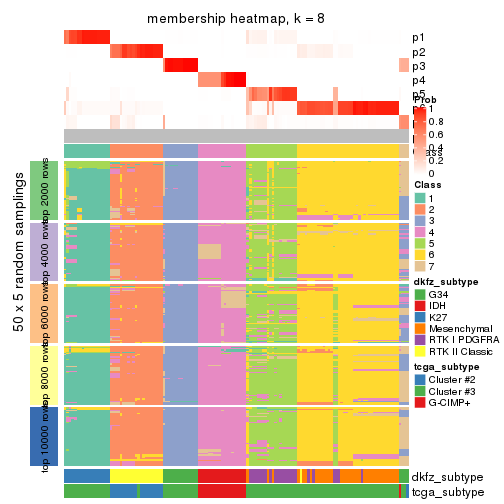 membership heatmap, k = 8
p1
p2
p3
p4
p5
Prob
1
0.8
0.6
0.4
0.2
0
Class
1
2
3
4
5
6
7
dkfz_subtype
G34
IDH
K27
Mesenchymal
RTK I PDGFRA
RTK II Classic
tcga_subtype
Cluster #2
Cluster #3
G-CIMP+
50 x 5 random samplings
top 2000 rows
top 4000 rows
top 6000 rows
top 8000 rows
top 10000 rows
dkfz_subtype
tcga_subtype